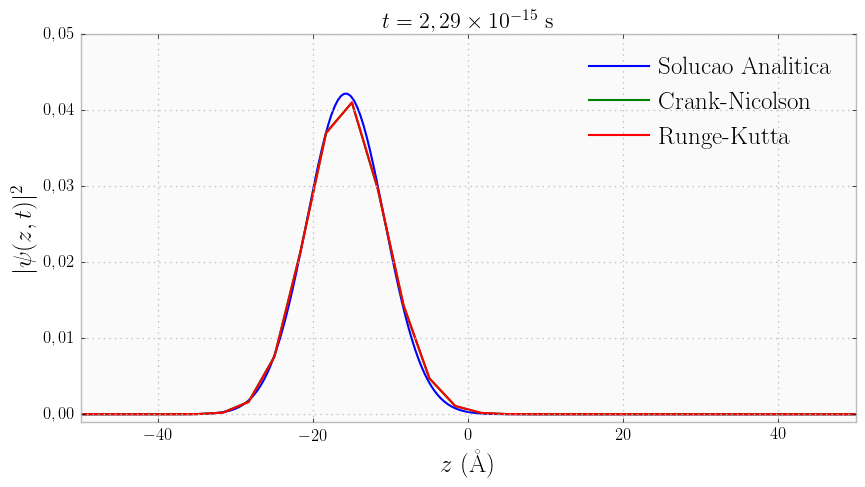 t = 2,29 × 10⁻¹⁵ s
0,05
0,04
0,03
0,02
0,01
0,00
|ψ(z, t)|²
Solucao Analitica
Crank-Nicolson
Runge-Kutta
−40 −20 0 20 40
z (Å)